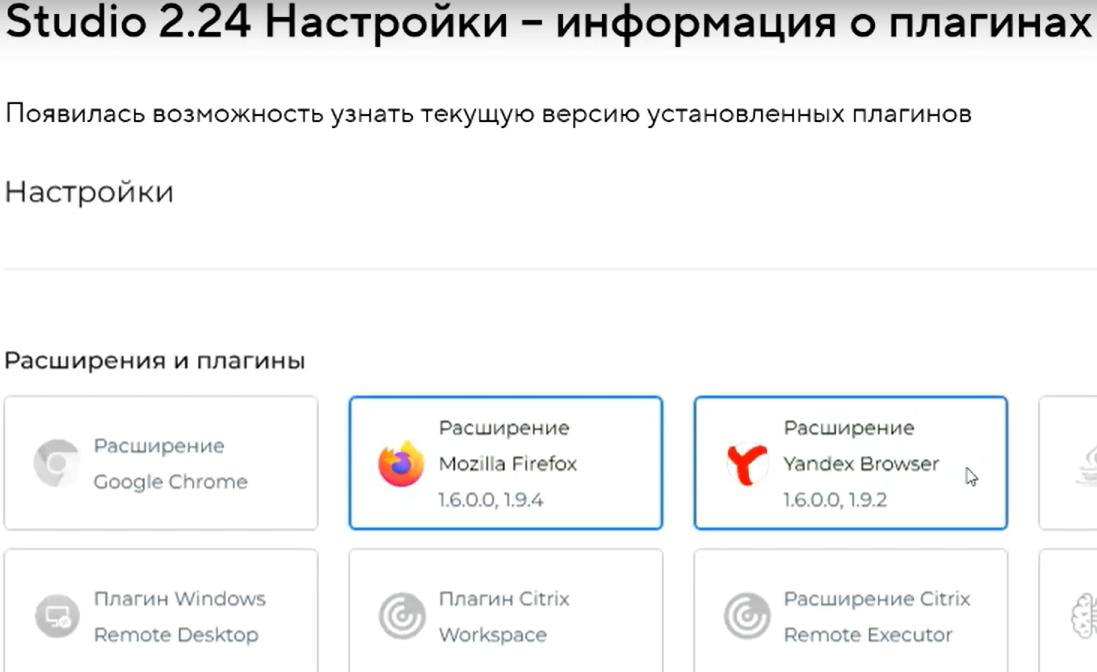 Studio 2.24 Настройки – информация о плагинах
Появилась возможность узнать текущую версию установленных плагинов
Настройки
Расширения и плагины
Расширение
Google Chrome
Расширение
Mozilla Firefox
1.6.0.0, 1.9.4
Расширение
Yandex Browser
1.6.0.0, 1.9.2
Плагин Windows
Remote Desktop
Плагин Citrix
Workspace
Расширение Citrix
Remote Executor